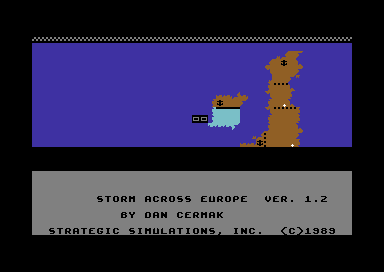 STORM ACROSS EUROPE VER. 1.2
BY DAN CERMAK
STRATEGIC SIMULATIONS, INC. (C)1989